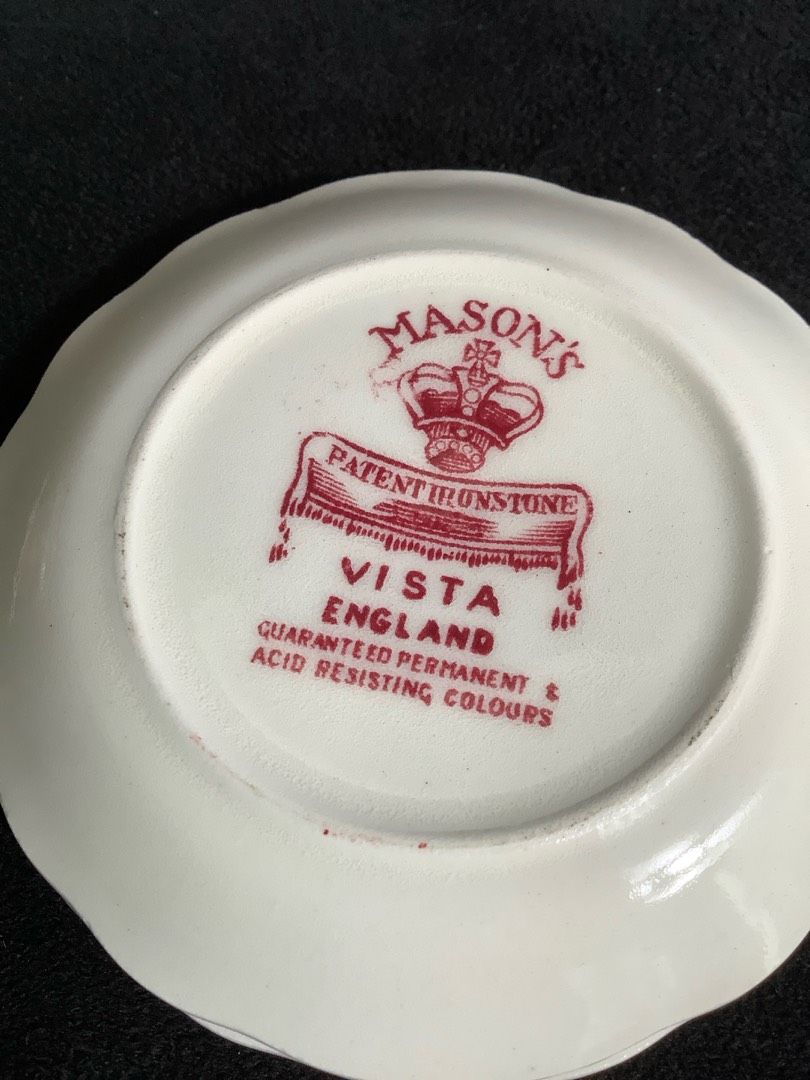 MASON'S
PATENT IRONSTONE
VISTA
ENGLAND
GUARANTEED PERMANENT &
ACID RESISTING COLOURS